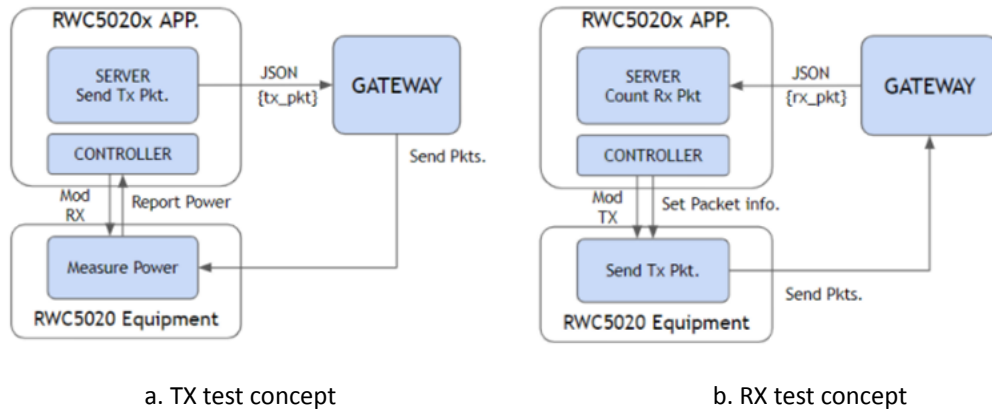 RWC5020x APP.
SERVER
Send Tx Pkt.
JSON
{tx_pkt}
GATEWAY
CONTROLLER
Send Pkts.
Mod
RX
Report Power
Measure Power
RWC5020 Equipment
a. TX test concept
RWC5020x APP.
SERVER
Count Rx Pkt
JSON
{rx_pkt}
GATEWAY
CONTROLLER
Mod
TX
Set Packet info.
Send Tx Pkt.
Send Pkts.
RWC5020 Equipment
b. RX test concept